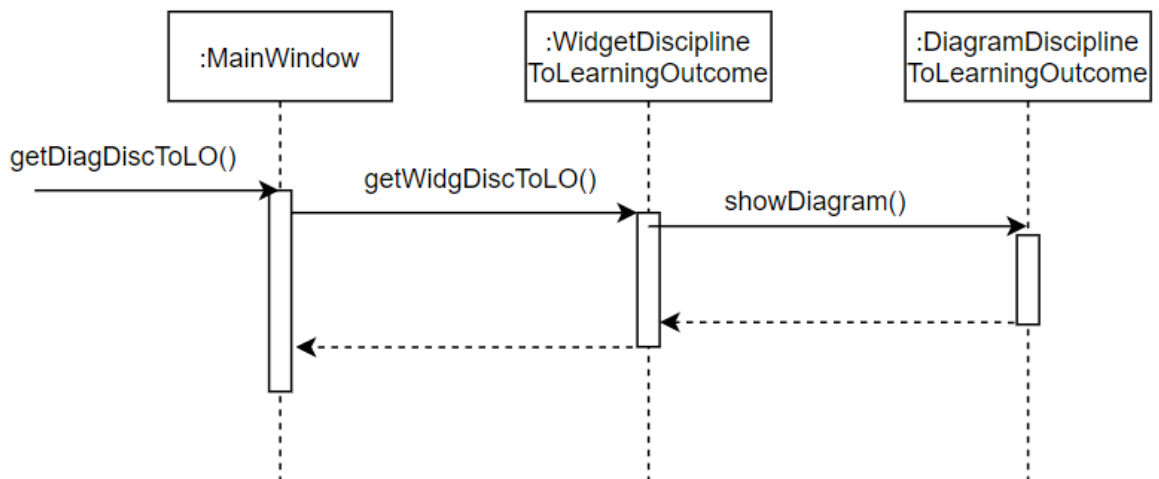 :MainWindow
:WidgetDiscipline
ToLearningOutcome
:DiagramDiscipline
ToLearningOutcome
getDiagDiscToLO()
getWidgDiscToLO()
showDiagram()